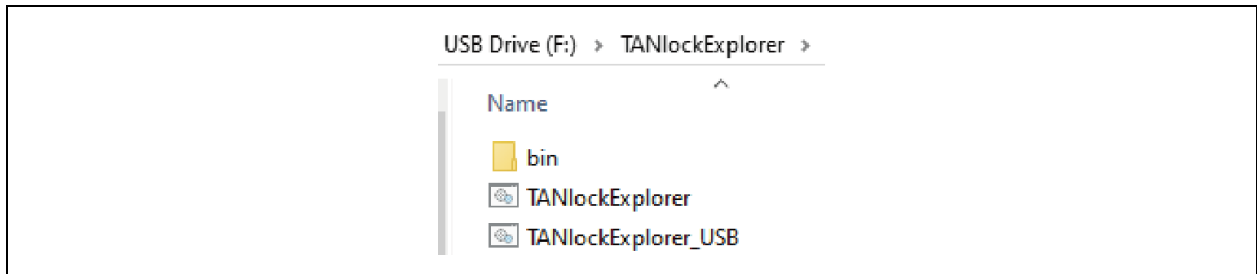 USB Drive (F:) > TANlockExplorer >
Name
bin
TANlockExplorer
TANlockExplorer_USB